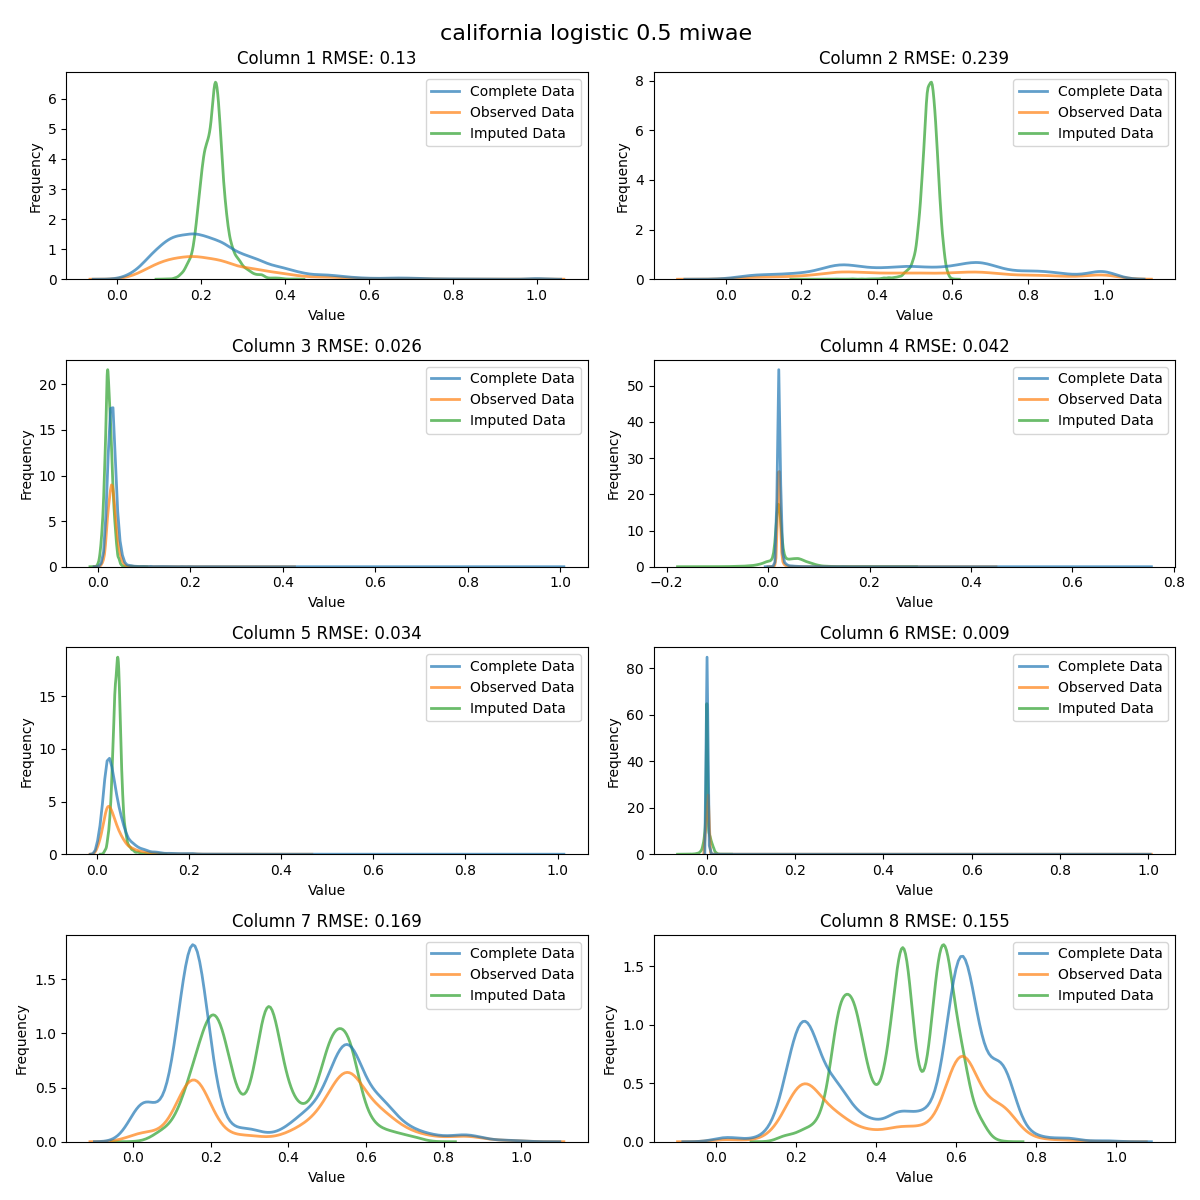 california logistic 0.5 miwae
Column 1 RMSE: 0.13
Frequency
6
5
4
3
2
1
0
Complete Data
Observed Data
Imputed Data
0.0 0.2 0.4 0.6 0.8 1.0
Value
Column 2 RMSE: 0.239
Frequency
8
6
4
2
0
Complete Data
Observed Data
Imputed Data
0.0 0.2 0.4 0.6 0.8 1.0
Value
Column 3 RMSE: 0.026
Frequency
20
15
10
5
0
Complete Data
Observed Data
Imputed Data
0.0 0.2 0.4 0.6 0.8 1.0
Value
Column 4 RMSE: 0.042
Frequency
50
40
30
20
10
0
Complete Data
Observed Data
Imputed Data
−0.2 0.0 0.2 0.4 0.6 0.8
Value
Column 5 RMSE: 0.034
Frequency
15
10
5
0
Complete Data
Observed Data
Imputed Data
0.0 0.2 0.4 0.6 0.8 1.0
Value
Column 6 RMSE: 0.009
Frequency
80
60
40
20
0
Complete Data
Observed Data
Imputed Data
0.0 0.2 0.4 0.6 0.8 1.0
Value
Column 7 RMSE: 0.169
Frequency
1.5
1.0
0.5
0.0
Complete Data
Observed Data
Imputed Data
0.0 0.2 0.4 0.6 0.8 1.0
Value
Column 8 RMSE: 0.155
Frequency
1.5
1.0
0.5
0.0
Complete Data
Observed Data
Imputed Data
0.0 0.2 0.4 0.6 0.8 1.0
Value